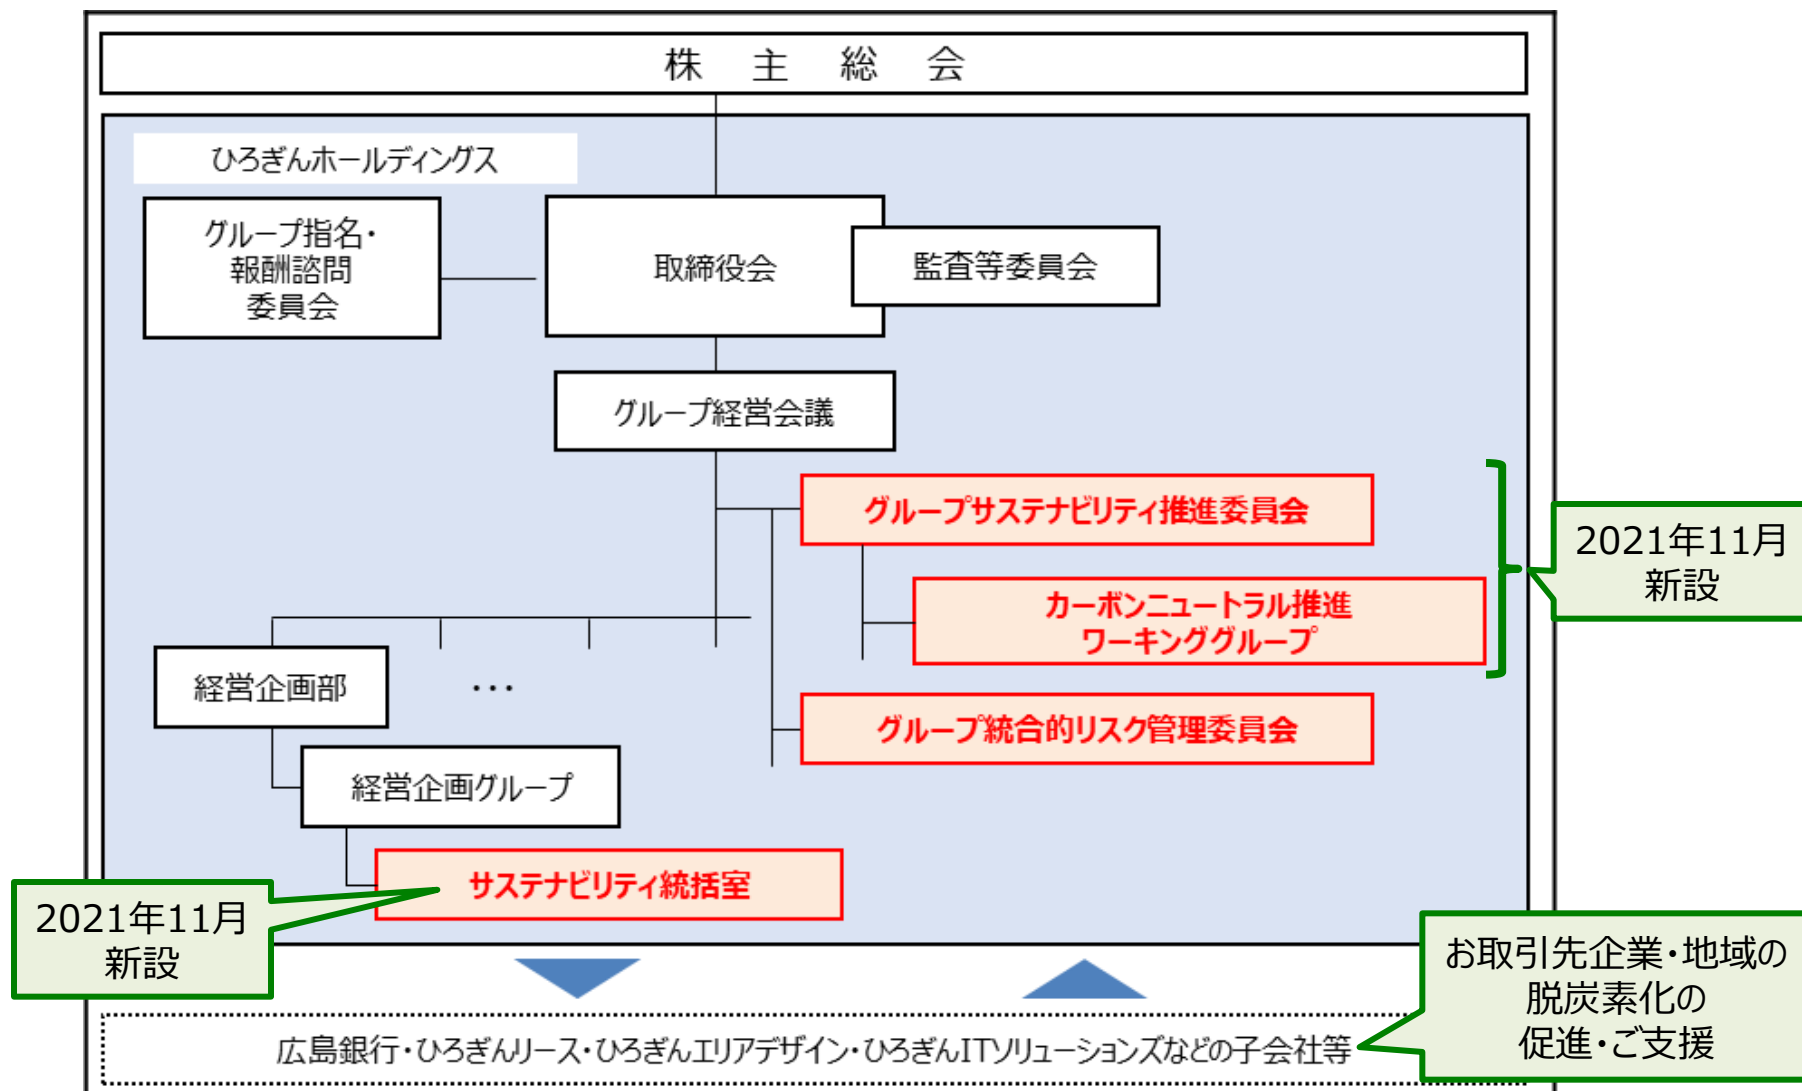 株 主 総 会
ひろぎんホールディングス
グループ指名・
報酬諮問
委員会
取締役会
監査等委員会
グループ経営会議
グループサステナビリティ推進委員会
2021年11月
新設
カーボンニュートラル推進
ワーキンググループ
経営企画部
・・・
グループ統合的リスク管理委員会
経営企画グループ
サステナビリティ統括室
2021年11月
新設
お取引先企業・地域の
脱炭素化の
促進・ご支援
広島銀行・ひろぎんリース・ひろぎんエリアデザイン・ひろぎんITソリューションズなどの子会社等